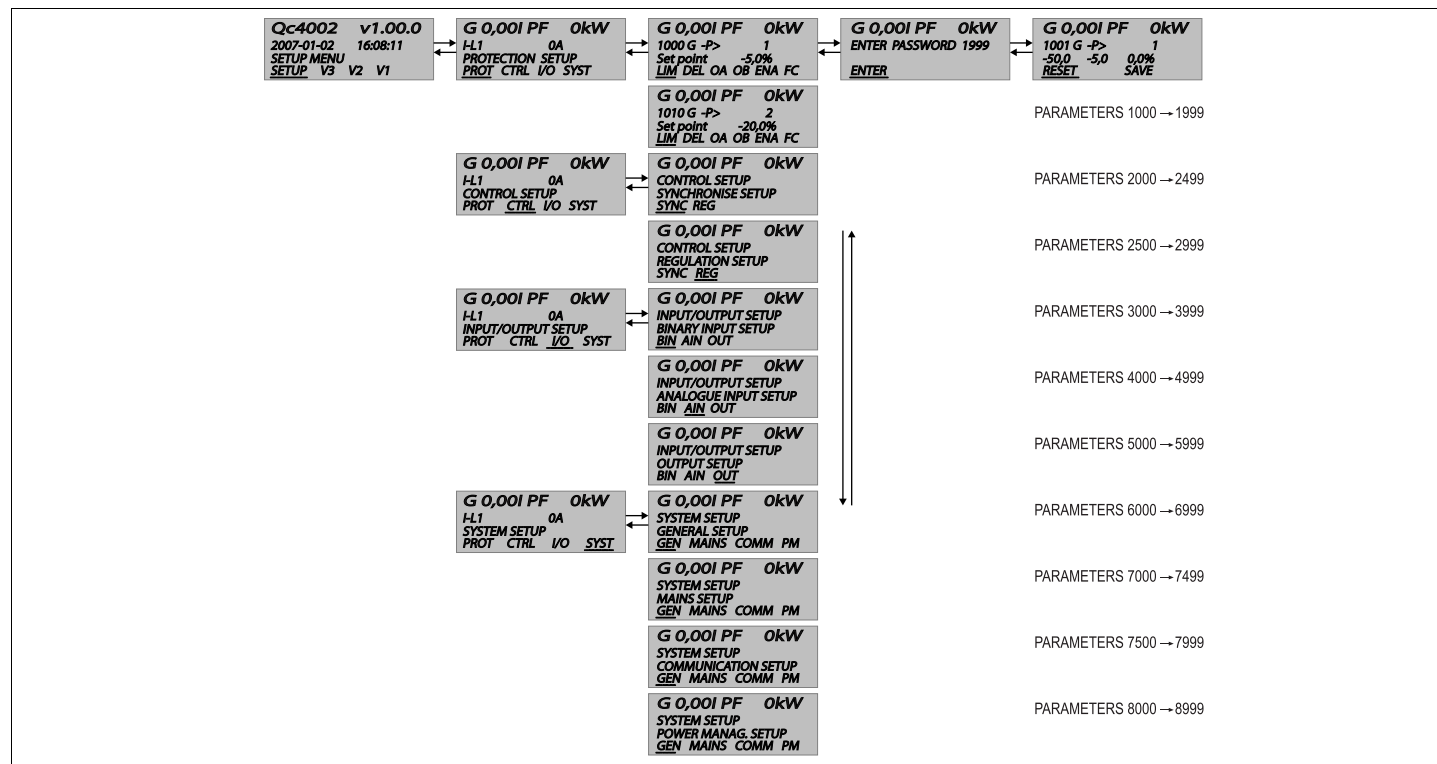 Qc4002 v1.00.0
2007-01-02 16:08:11
SETUP MENU
SETUP V3 V2 V1
G 0,00I PF 0kW
I-L1 0A
PROTECTION SETUP
PROT CTRL I/O SYST
G 0,00I PF 0kW
1000 G -P> 1
Set point -5,0%
LIM DEL OA OB ENA FC
G 0,00I PF 0kW
ENTER PASSWORD 1999
ENTER
G 0,00I PF 0kW
1001 G -P> 1
-50,0 -5,0 0,0%
RESET SAVE
G 0,00I PF 0kW
1010 G -P> 2
Set point -20,0%
LIM DEL OA OB ENA FC
PARAMETERS 1000 → 1999
G 0,00I PF 0kW
I-L1 0A
CONTROL SETUP
PROT CTRL I/O SYST
G 0,00I PF 0kW
CONTROL SETUP
SYNCHRONISE SETUP
SYNC REG
PARAMETERS 2000 → 2499
G 0,00I PF 0kW
CONTROL SETUP
REGULATION SETUP
SYNC REG
PARAMETERS 2500 → 2999
G 0,00I PF 0kW
I-L1 0A
INPUT/OUTPUT SETUP
PROT CTRL I/O SYST
G 0,00I PF 0kW
INPUT/OUTPUT SETUP
BINARY INPUT SETUP
BIN AIN OUT
PARAMETERS 3000 → 3999
G 0,00I PF 0kW
INPUT/OUTPUT SETUP
ANALOGUE INPUT SETUP
BIN AIN OUT
PARAMETERS 4000 → 4999
G 0,00I PF 0kW
INPUT/OUTPUT SETUP
OUTPUT SETUP
BIN AIN OUT
PARAMETERS 5000 → 5999
G 0,00I PF 0kW
I-L1 0A
SYSTEM SETUP
PROT CTRL I/O SYST
G 0,00I PF 0kW
SYSTEM SETUP
GENERAL SETUP
GEN MAINS COMM PM
PARAMETERS 6000 → 6999
G 0,00I PF 0kW
SYSTEM SETUP
MAINS SETUP
GEN MAINS COMM PM
PARAMETERS 7000 → 7499
G 0,00I PF 0kW
SYSTEM SETUP
COMMUNICATION SETUP
GEN MAINS COMM PM
PARAMETERS 7500 → 7999
G 0,00I PF 0kW
SYSTEM SETUP
POWER MANAG. SETUP
GEN MAINS COMM PM
PARAMETERS 8000 → 8999